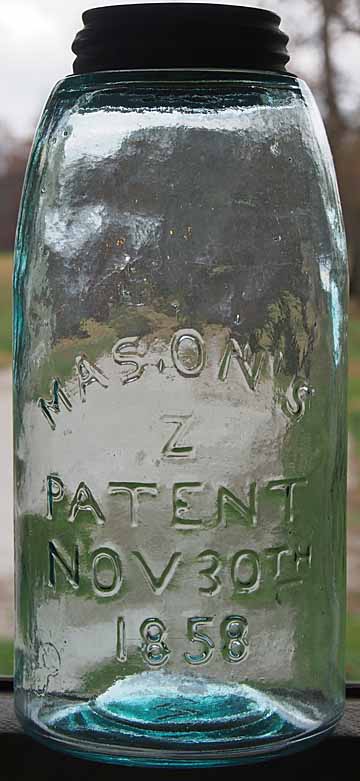 MASON'S
Z
PATENT
NOV 30TH
1858